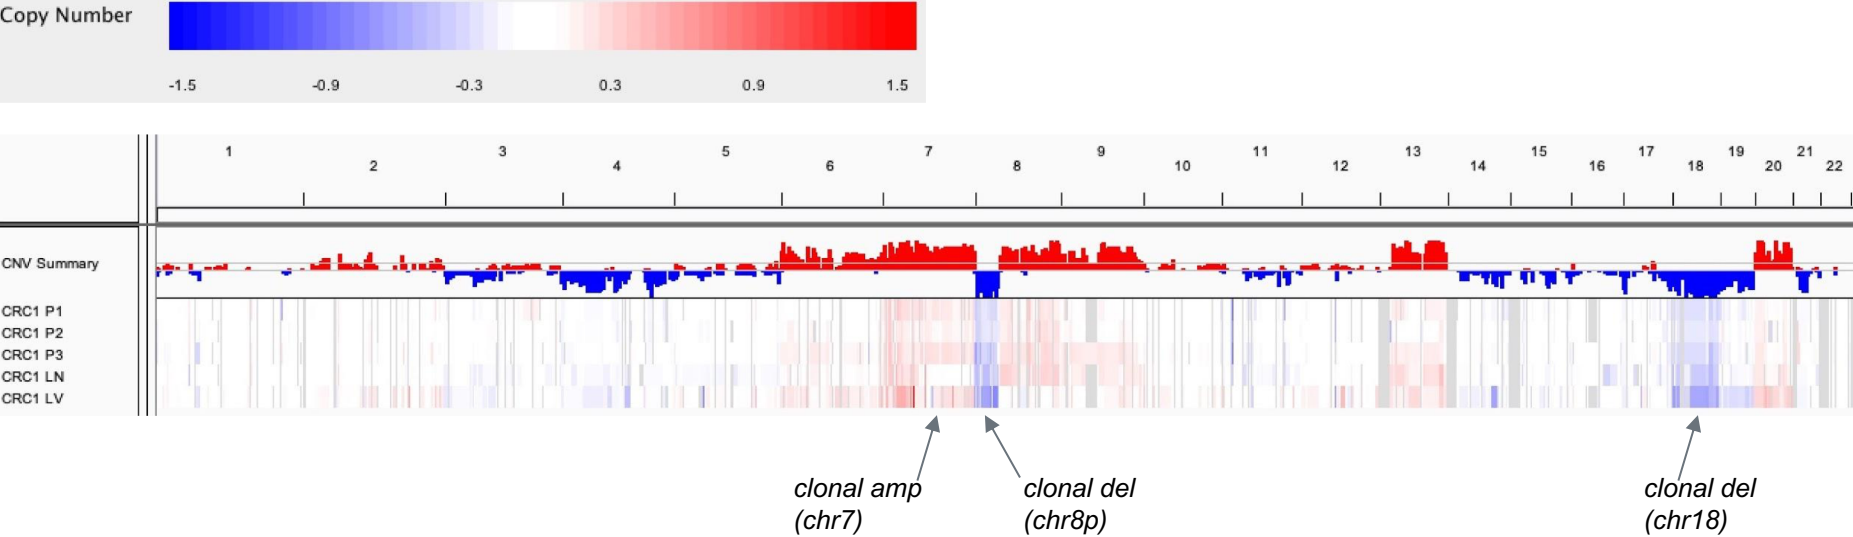 Copy Number
-1.5 -0.9 -0.3 0.3 0.9 1.5
1 3 5 7 9 11 13 15 17 19 21
2 4 6 8 10 12 14 16 18 20 22
CNV Summary
CRC1 P1
CRC1 P2
CRC1 P3
CRC1 LN
CRC1 LV
clonal amp
(chr7)
clonal del
(chr8p)
clonal del
(chr18)